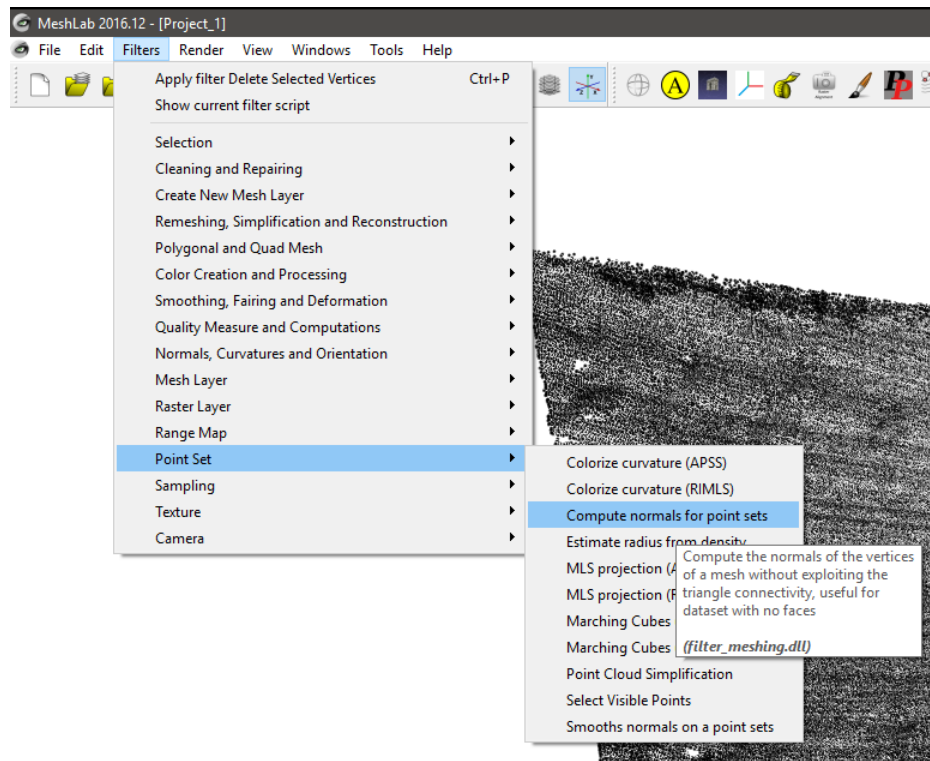 MeshLab 2016.12 - [Project_1]
File Edit Filters Render View Windows Tools Help
A
PP
Apply filter Delete Selected Vertices Ctrl+P
Show current filter script
Selection
Cleaning and Repairing
Create New Mesh Layer
Remeshing, Simplification and Reconstruction
Polygonal and Quad Mesh
Color Creation and Processing
Smoothing, Fairing and Deformation
Quality Measure and Computations
Normals, Curvatures and Orientation
Mesh Layer
Raster Layer
Range Map
Point Set
Sampling
Texture
Camera
Colorize curvature (APSS)
Colorize curvature (RIMLS)
Compute normals for point sets
Estimate radius from density
MLS projection (A
MLS projection (R
Marching Cubes
Marching Cubes
Point Cloud Simplification
Select Visible Points
Smooths normals on a point sets
Compute the normals of the vertices
of a mesh without exploiting the
triangle connectivity, useful for
dataset with no faces
(filter_meshing.dll)